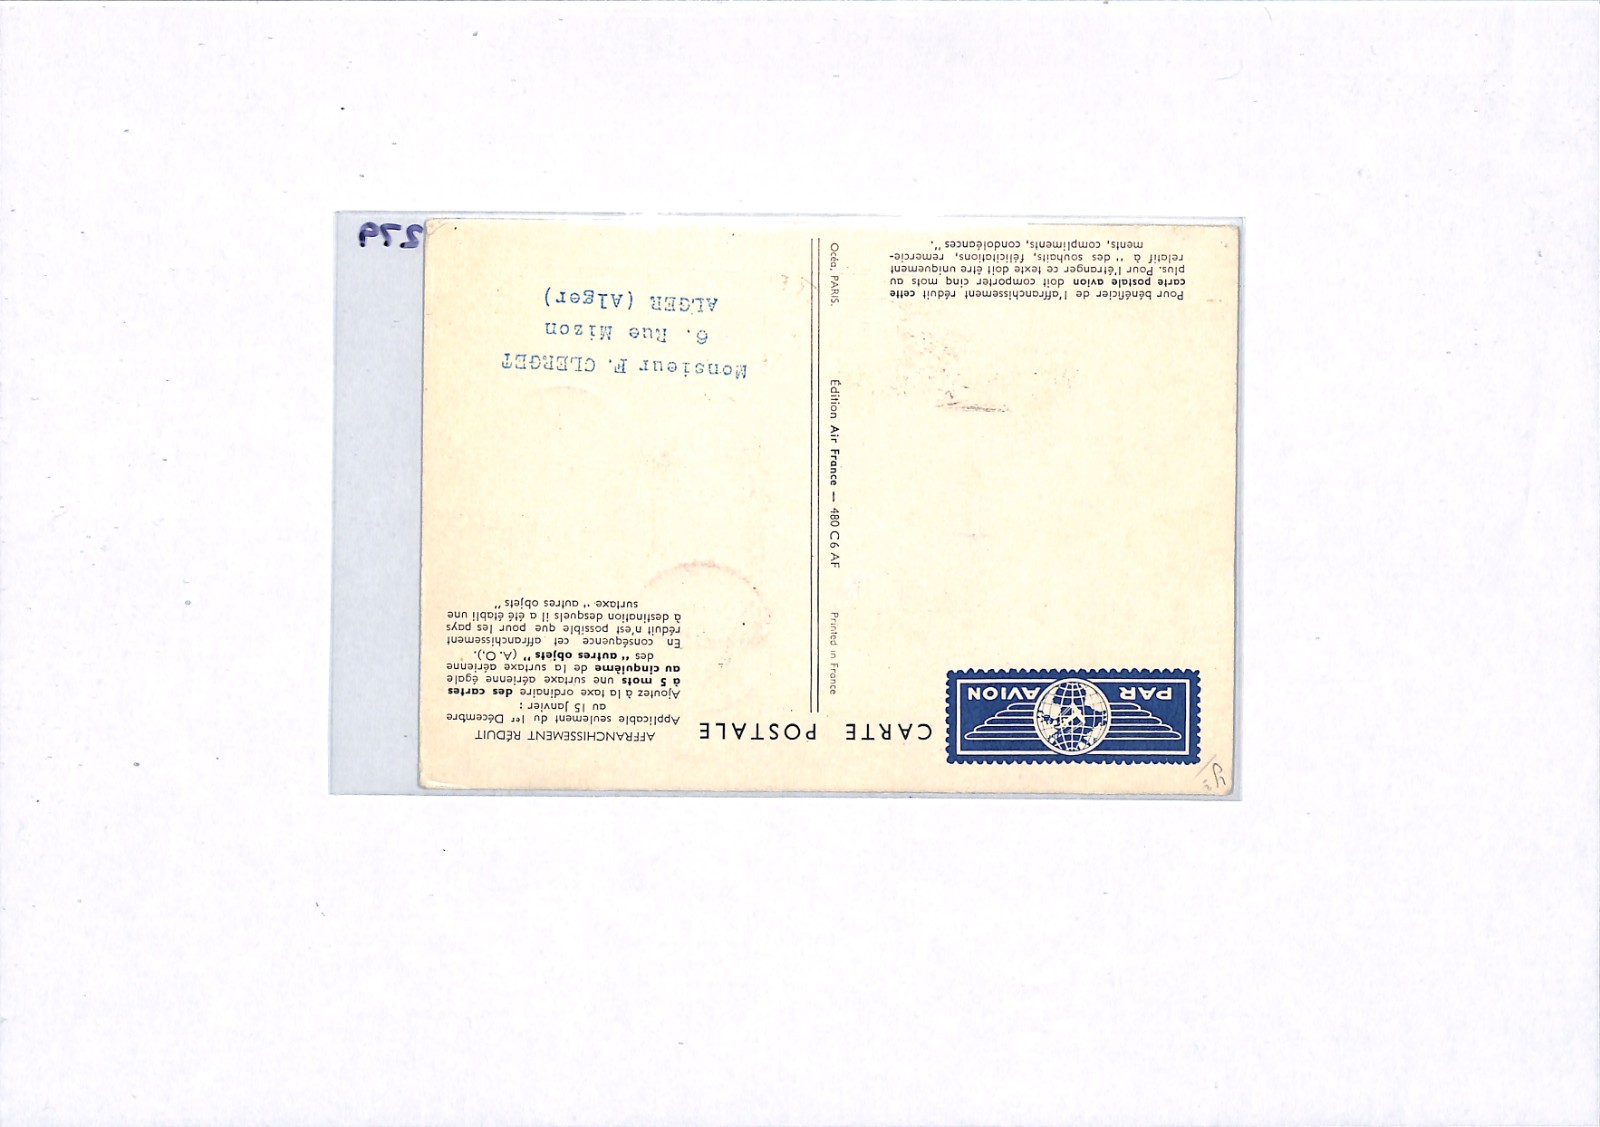 PAR AVION
CARTE POSTALE
AFFRANCHISSEMENT RÉDUIT
Applicable seulement du 1er Décembre
au 15 Janvier :
Ajoutez à la taxe ordinaire des cartes
à 5 mots une surtaxe aérienne égale
au cinquième de la surtaxe aérienne
des " autres objets " (A. O.).
En conséquence cet affranchissement
réduit n'est possible que pour les pays
à destination desquels il a été établi une
surtaxe " autres objets "
Printed in France
Édition Air France — 480 C 6 AF
Océa, PARIS.
Monsieur F. CLERGET
6. Rue Mizon
ALGER (Alger)
Pour bénéficier de l'affranchissement réduit cette
carte postale avion doit comporter cinq mots au
plus. Pour l'étranger ce texte doit être uniquement
relatif à " des souhaits, félicitations, remercie-
ments, compliments, condoléances ".
279